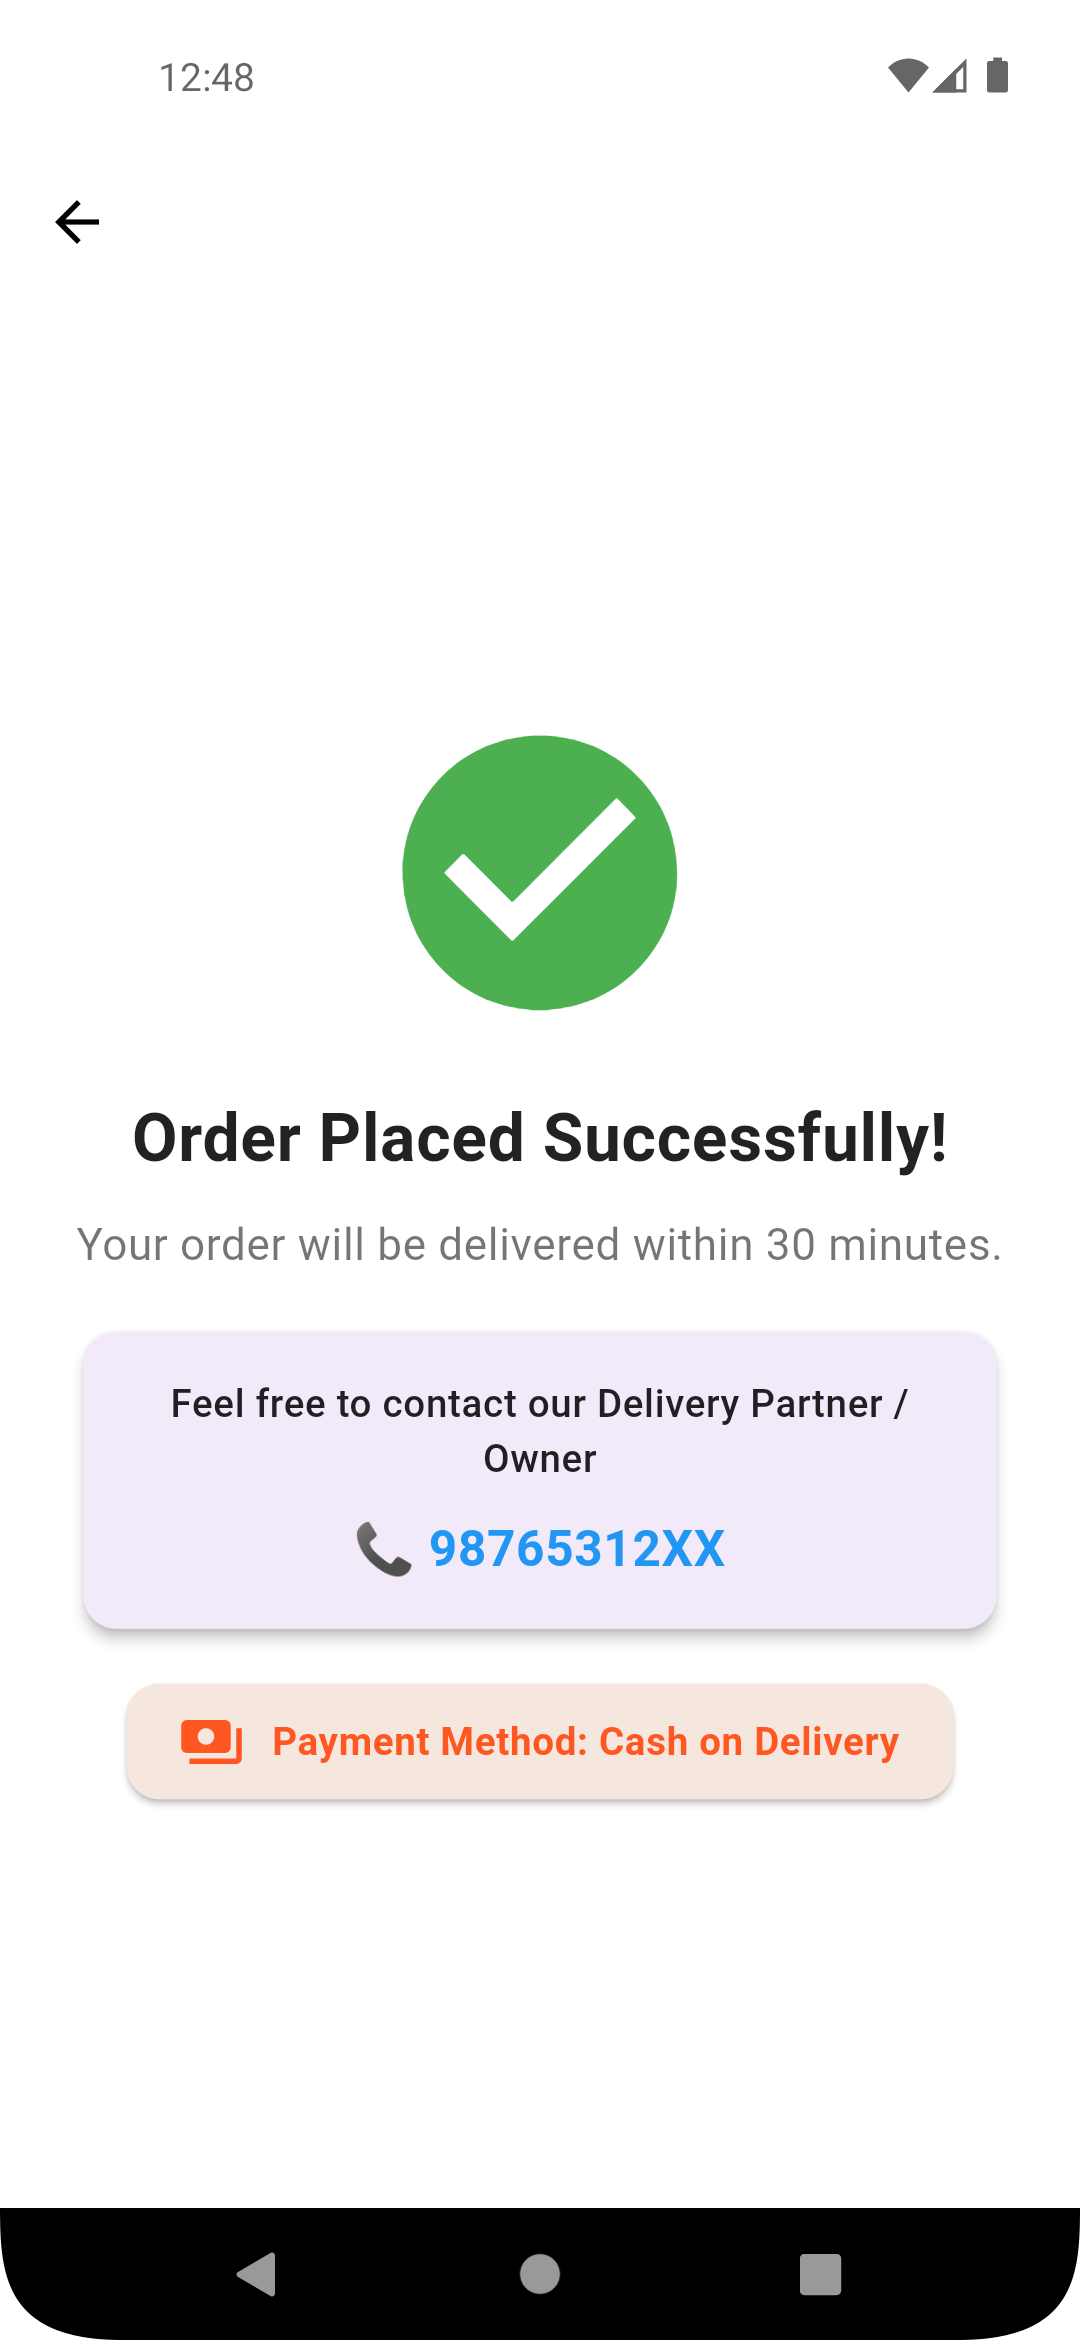 12:48
Order Placed Successfully!
Your order will be delivered within 30 minutes.
Feel free to contact our Delivery Partner /
Owner
📞 98765312XX
Payment Method: Cash on Delivery